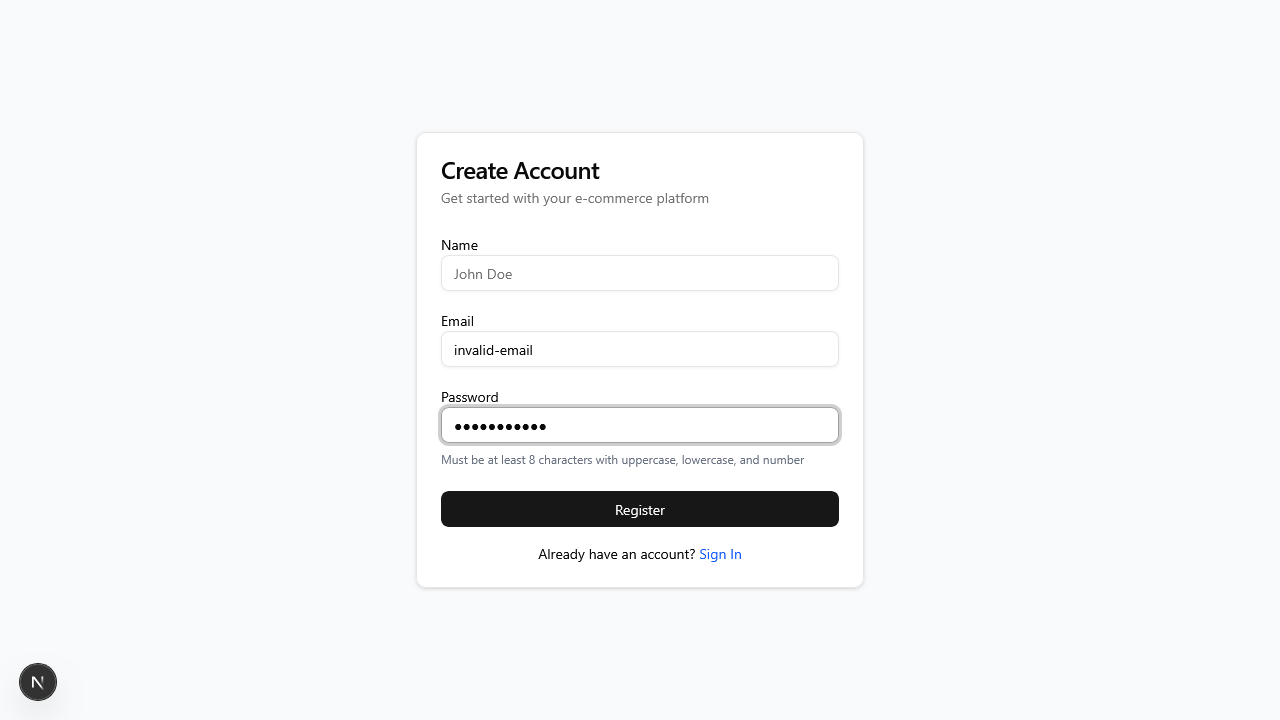 Create Account
Get started with your e-commerce platform
Name
John Doe
Email
invalid-email
Password
●●●●●●●●●●●
Must be at least 8 characters with uppercase, lowercase, and number
Register
Already have an account? Sign In
N